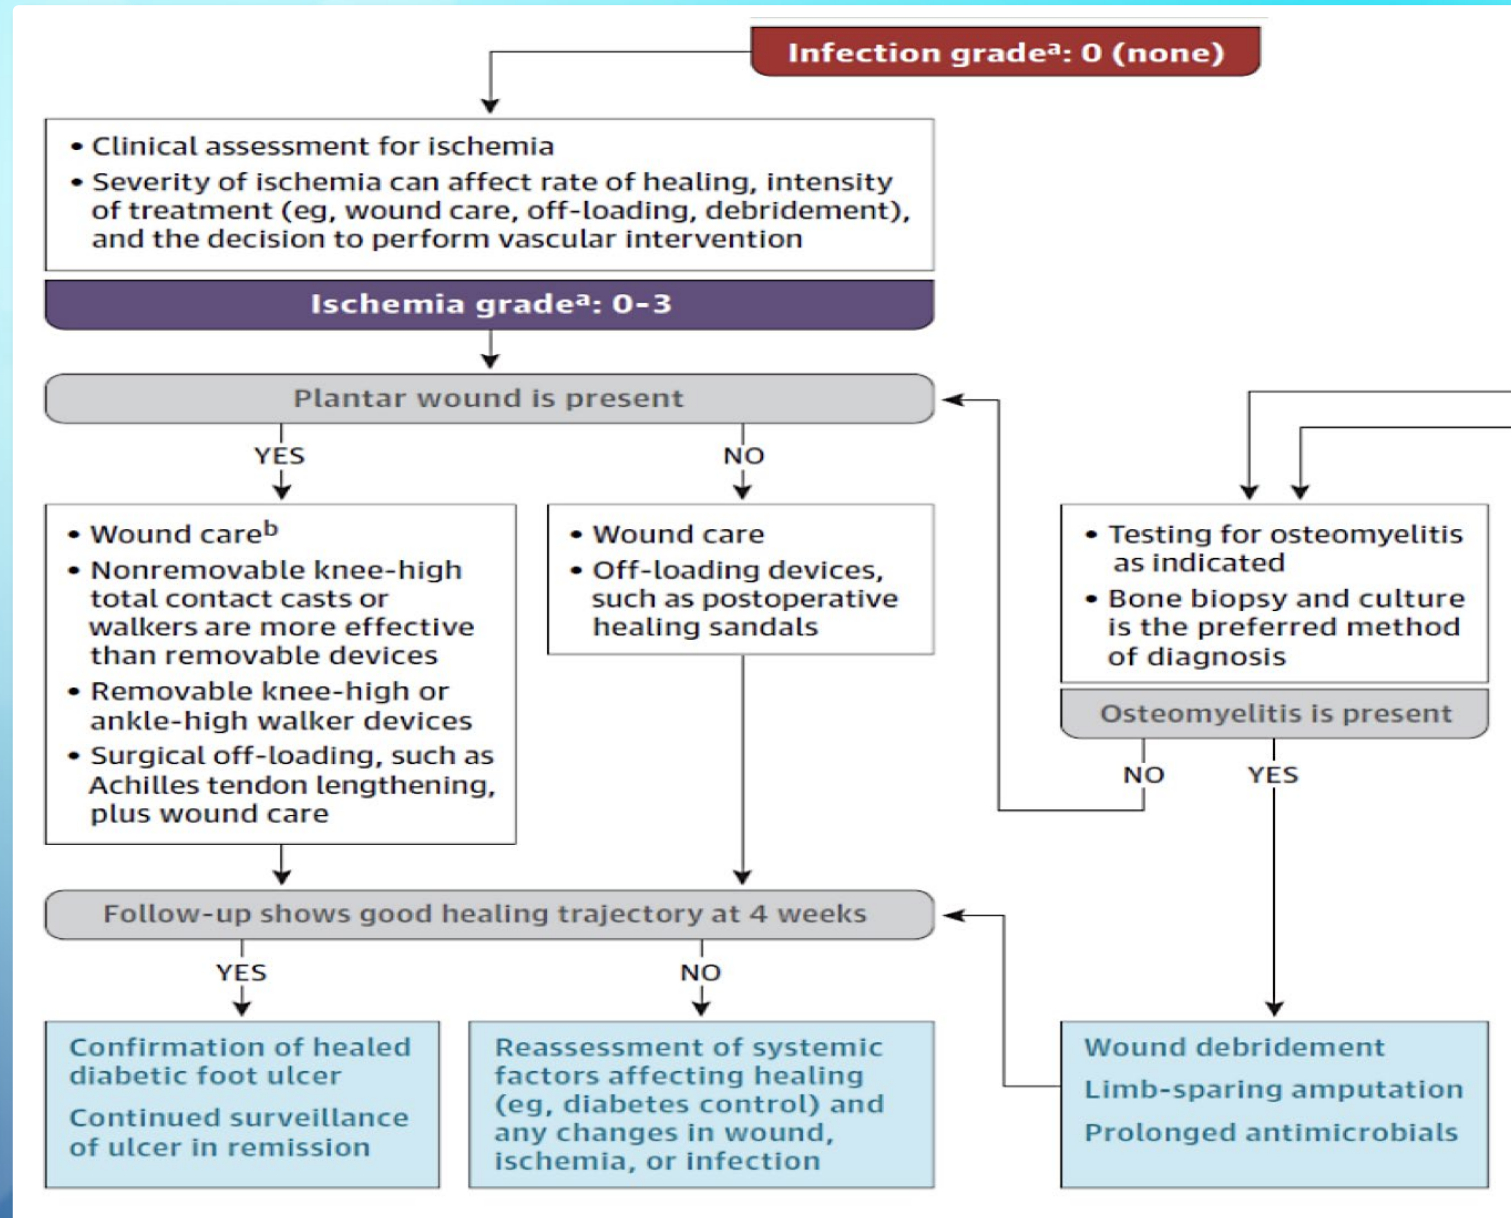 Infection gradeᵃ: 0 (none)
• Clinical assessment for ischemia
• Severity of ischemia can affect rate of healing, intensity
of treatment (eg, wound care, off-loading, debridement),
and the decision to perform vascular intervention
Ischemia gradeᵃ: 0-3
Plantar wound is present
YES
NO
• Wound careᵇ
• Nonremovable knee-high
total contact casts or
walkers are more effective
than removable devices
• Removable knee-high or
ankle-high walker devices
• Surgical off-loading, such as
Achilles tendon lengthening,
plus wound care
• Wound care
• Off-loading devices,
such as postoperative
healing sandals
• Testing for osteomyelitis
as indicated
• Bone biopsy and culture
is the preferred method
of diagnosis
Osteomyelitis is present
NO
YES
Follow-up shows good healing trajectory at 4 weeks
YES
NO
Confirmation of healed
diabetic foot ulcer
Continued surveillance
of ulcer in remission
Reassessment of systemic
factors affecting healing
(eg, diabetes control) and
any changes in wound,
ischemia, or infection
Wound debridement
Limb-sparing amputation
Prolonged antimicrobials